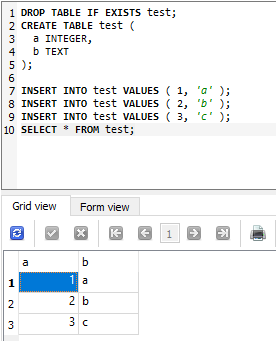 1 DROP TABLE IF EXISTS test;
2 CREATE TABLE test (
3 a INTEGER,
4 b TEXT
5 );
6
7 INSERT INTO test VALUES ( 1, 'a' );
8 INSERT INTO test VALUES ( 2, 'b' );
9 INSERT INTO test VALUES ( 3, 'c' );
10 SELECT * FROM test;
Grid view Form view
1
a b
1 1 a
2 2 b
3 3 c